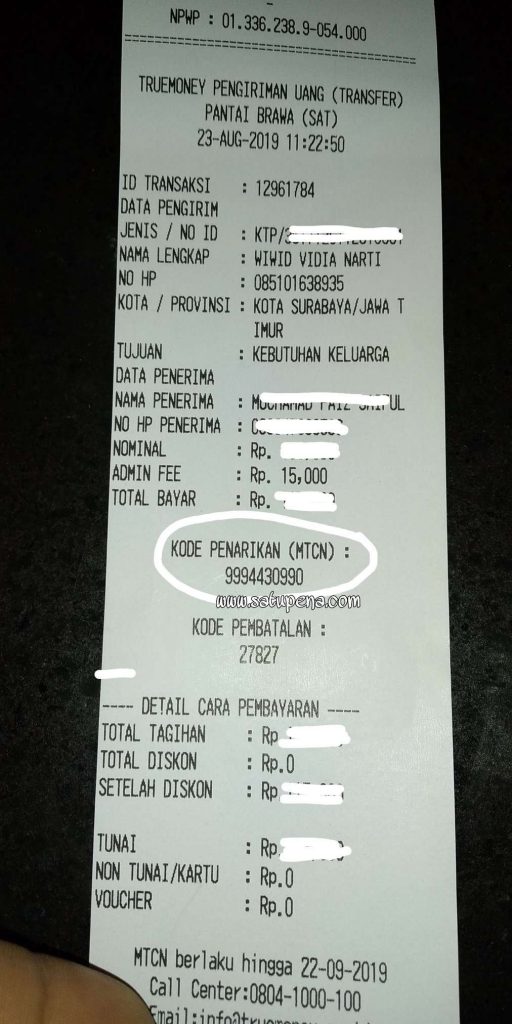 NPWP : 01.336.238.9-054.000
TRUEMONEY PENGIRIMAN UANG (TRANSFER)
PANTAI BRAWA (SAT)
23-AUG-2019 11:22:50
ID TRANSAKSI : 12961784
DATA PENGIRIM
JENIS / NO ID : KTP/
NAMA LENGKAP : WIWID VIDIA NARTI
NO HP : 085101638935
KOTA / PROVINSI : KOTA SURABAYA/JAWA T
IMUR
TUJUAN : KEBUTUHAN KELUARGA
DATA PENERIMA
NAMA PENERIMA :
NO HP PENERIMA :
NOMINAL : Rp.
ADMIN FEE : Rp. 15,000
TOTAL BAYAR : Rp.
KODE PENARIKAN (MTCN) :
9994430990
www.satupena.com
KODE PEMBATALAN :
27827
---- DETAIL CARA PEMBAYARAN ----
TOTAL TAGIHAN : Rp
TOTAL DISKON : Rp.0
SETELAH DISKON : Rp
TUNAI : Rp
NON TUNAI/KARTU : Rp.0
VOUCHER : Rp.0
MTCN berlaku hingga 22-09-2019
Call Center:0804-1000-100